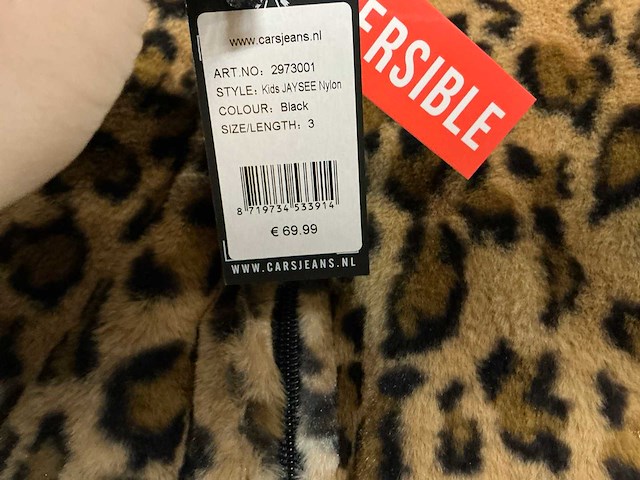 www.carsjeans.nl
ART.NO: 2973001
STYLE: Kids JAYSEE Nylon
COLOUR: Black
SIZE/LENGTH: 3
8 719734 533914
€ 69.99
WWW.CARSJEANS.NL
ERSIBLE